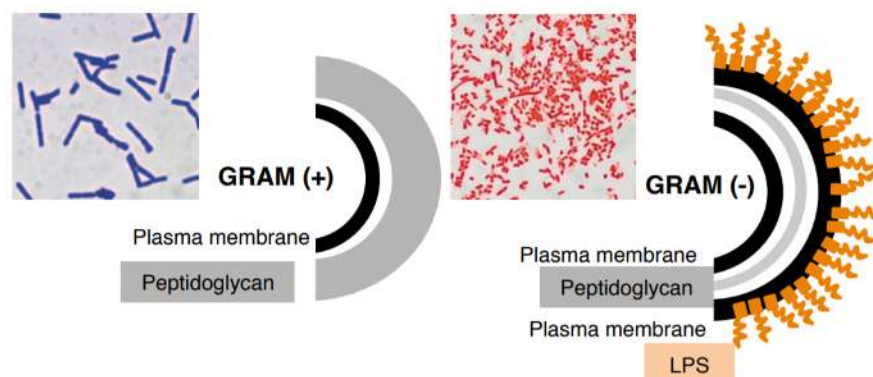 GRAM (+)
Plasma membrane
Peptidoglycan
GRAM (-)
Plasma membrane
Peptidoglycan
Plasma membrane
LPS